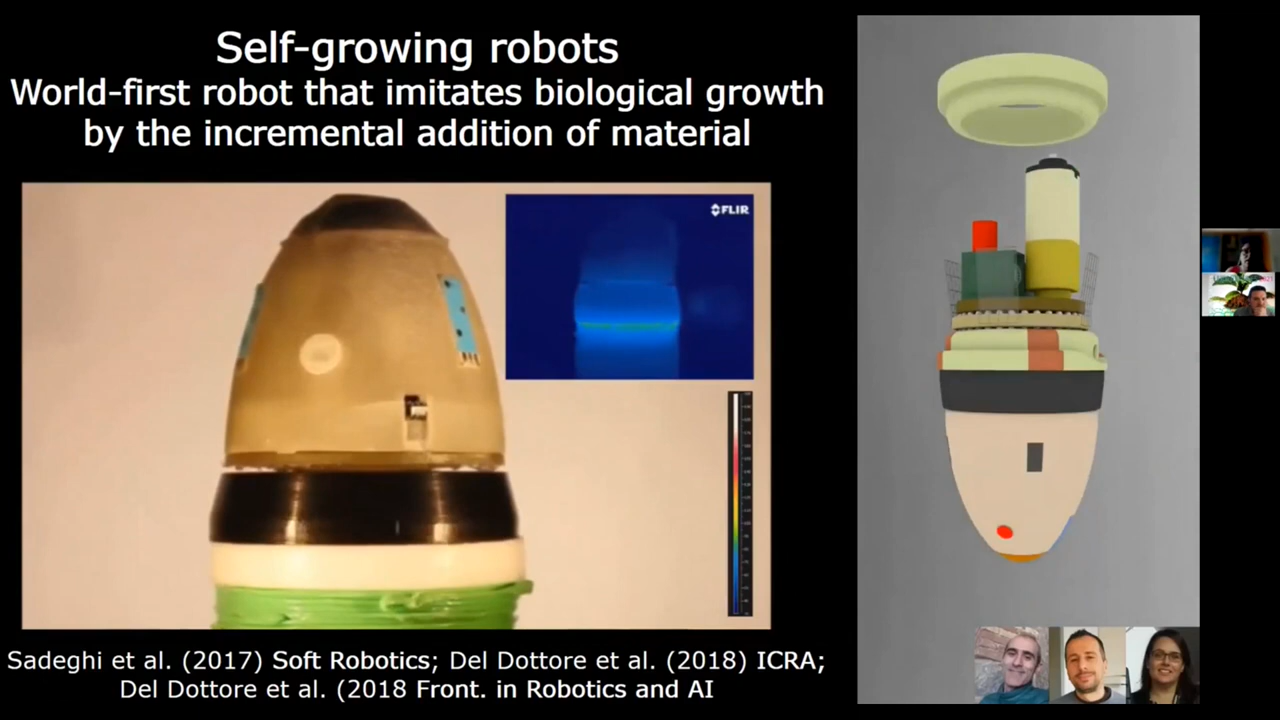 Self-growing robots
World-first robot that imitates biological growth
by the incremental addition of material
FLIR
Sadeghi et al. (2017) Soft Robotics; Del Dottore et al. (2018) ICRA;
Del Dottore et al. (2018 Front. in Robotics and AI